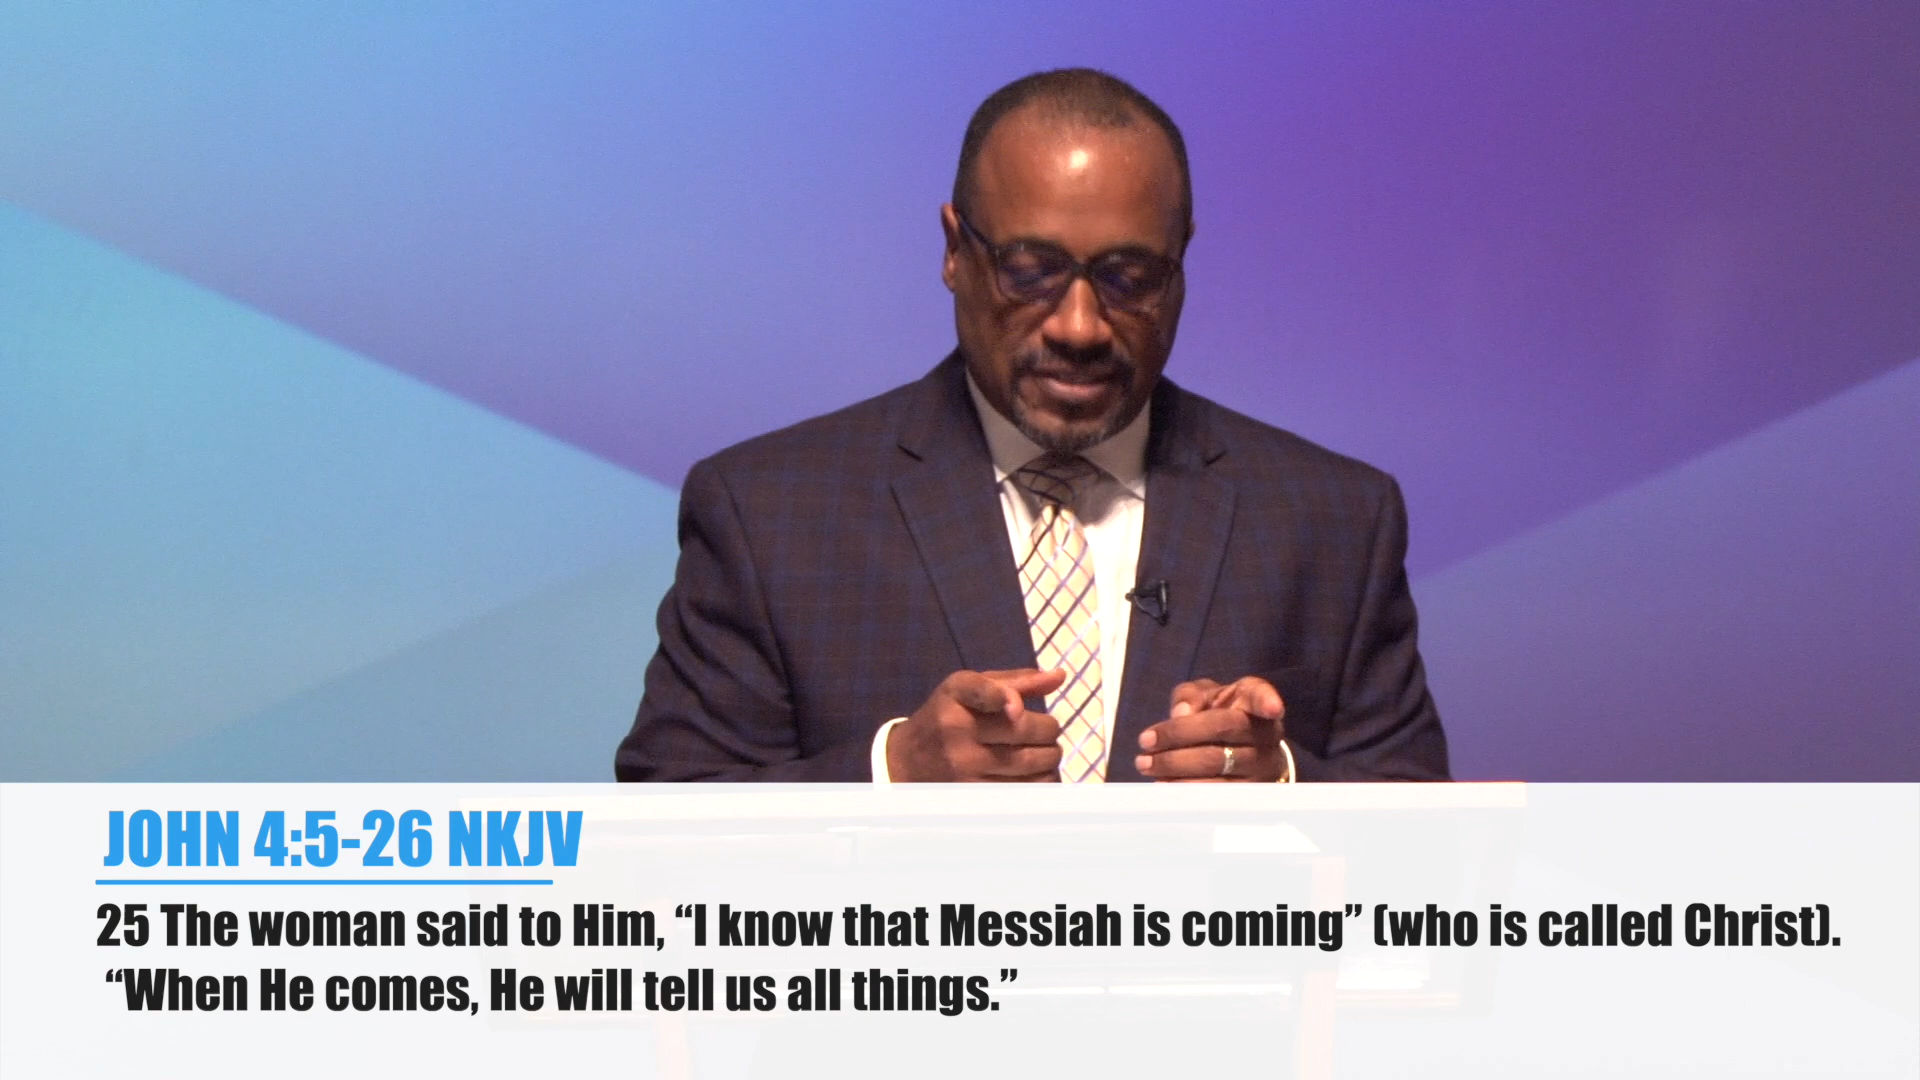 JOHN 4:5-26 NKJV
25 The woman said to Him, “I know that Messiah is coming” (who is called Christ).
“When He comes, He will tell us all things.”